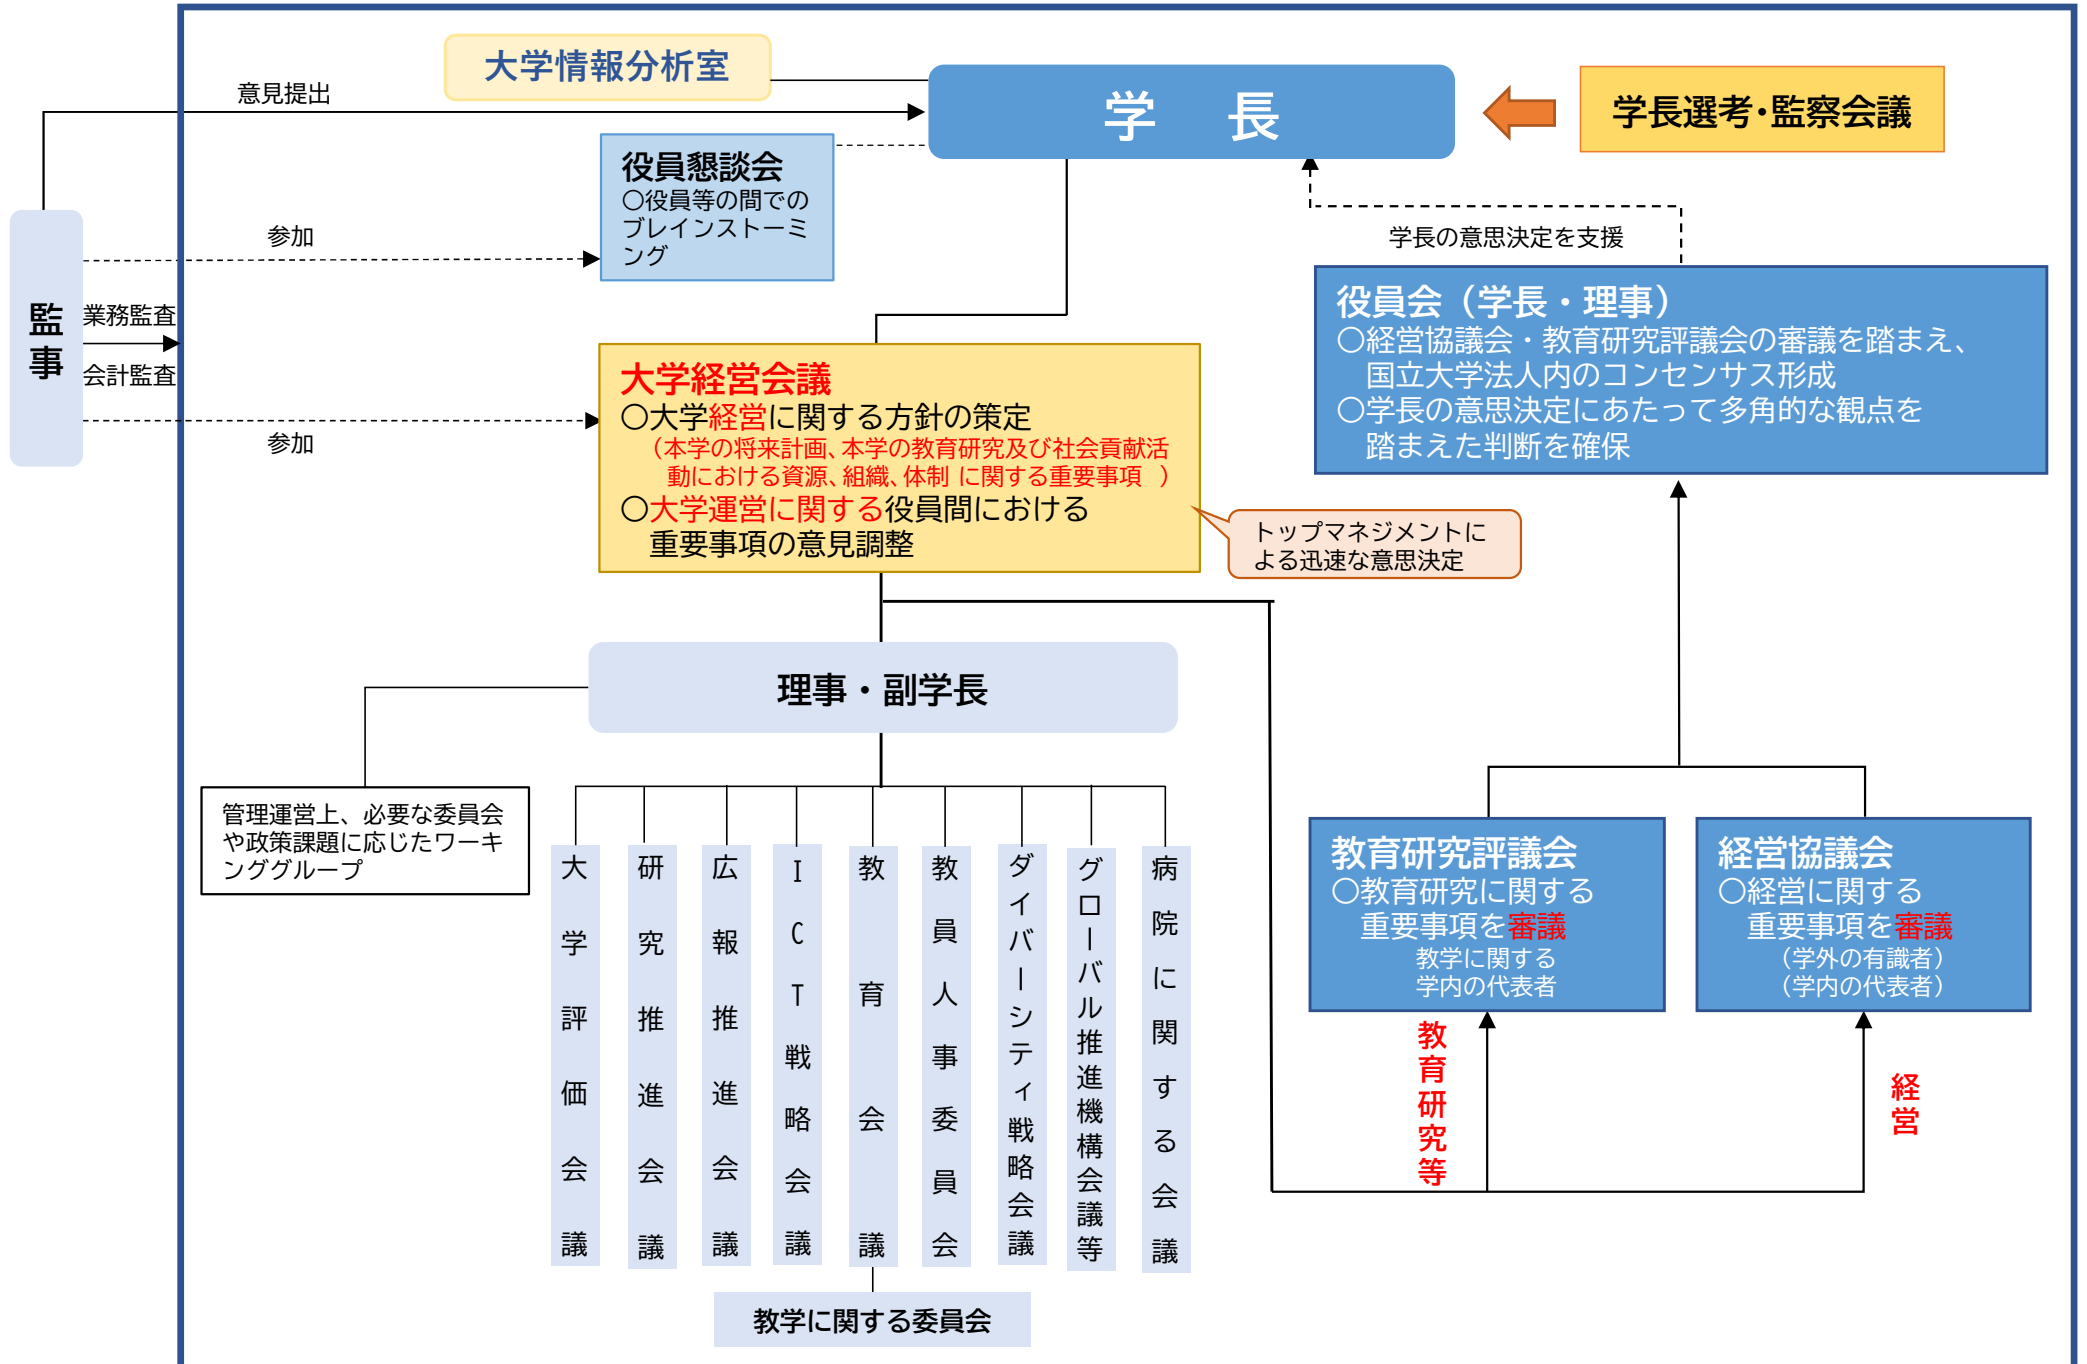 大学情報分析室
意見提出
学　長
学長選考・監察会議
役員懇談会
〇役員等の間での
ブレインストーミ
ング
参加
学長の意思決定を支援
監事
業務監査
会計監査
参加
役員会（学長・理事）
〇経営協議会・教育研究評議会の審議を踏まえ、
国立大学法人内のコンセンサス形成
〇学長の意思決定にあたって多角的な観点を
踏まえた判断を確保
大学経営会議
〇大学経営に関する方針の策定
（本学の将来計画、本学の教育研究及び社会貢献活
動における資源、組織、体制 に関する重要事項 ）
〇大学運営に関する役員間における
重要事項の意見調整
トップマネジメントに
よる迅速な意思決定
理事・副学長
管理運営上、必要な委員会
や政策課題に応じたワーキ
ンググループ
大学評価会議
研究推進会議
広報推進会議
ICT戦略会議
教育会議
教員人事委員会
ダイバーシティ戦略会議
グローバル推進機構会議等
病院に関する会議
教学に関する委員会
教育研究評議会
〇教育研究に関する
重要事項を審議
教学に関する
学内の代表者
経営協議会
〇経営に関する
重要事項を審議
（学外の有識者）
（学内の代表者）
教育研究等
経営